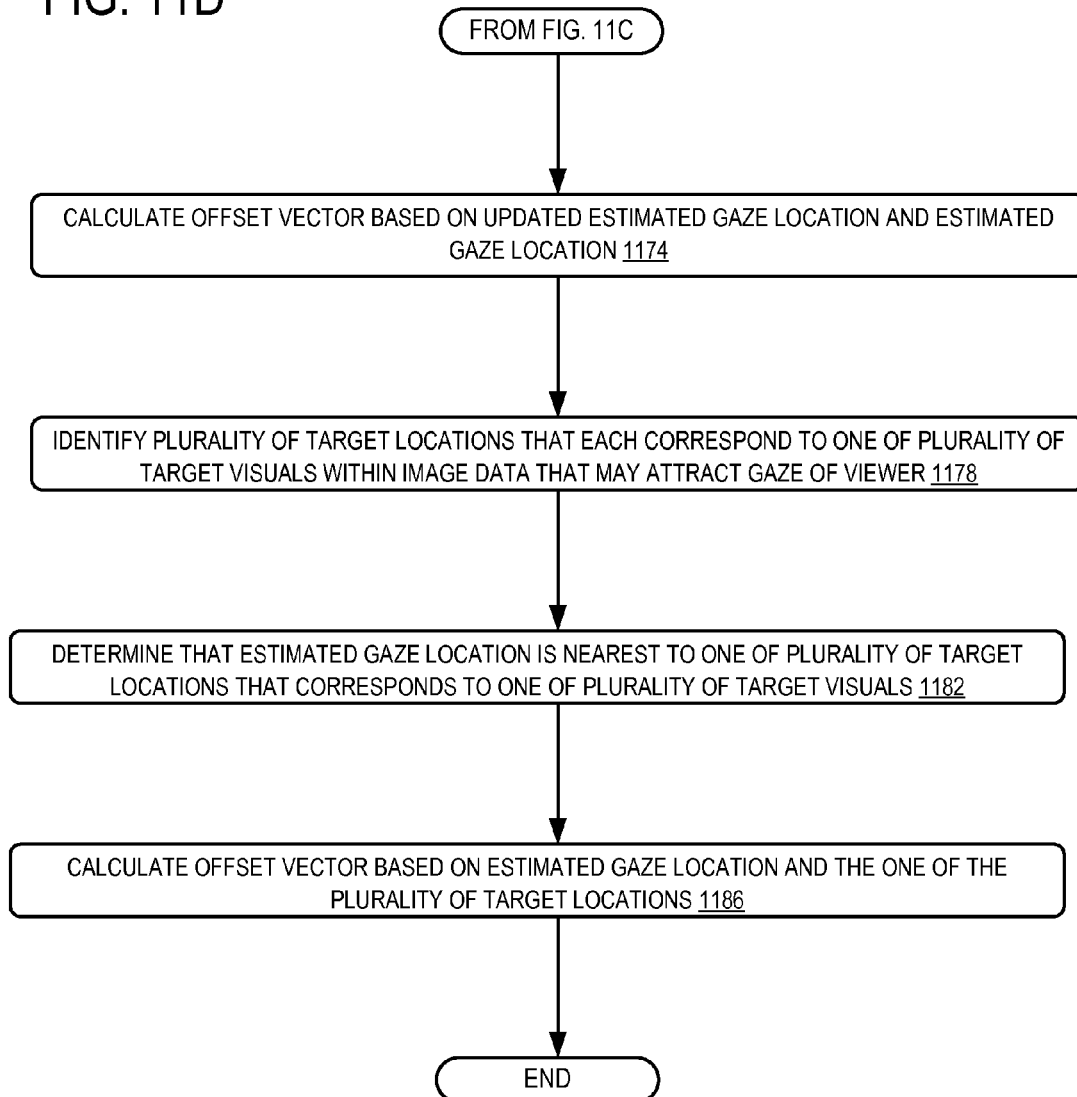 FIG. 11D
FROM FIG. 11C
CALCULATE OFFSET VECTOR BASED ON UPDATED ESTIMATED GAZE LOCATION AND ESTIMATED
GAZE LOCATION 1174
IDENTIFY PLURALITY OF TARGET LOCATIONS THAT EACH CORRESPOND TO ONE OF PLURALITY OF
TARGET VISUALS WITHIN IMAGE DATA THAT MAY ATTRACT GAZE OF VIEWER 1178
DETERMINE THAT ESTIMATED GAZE LOCATION IS NEAREST TO ONE OF PLURALITY OF TARGET
LOCATIONS THAT CORRESPONDS TO ONE OF PLURALITY OF TARGET VISUALS 1182
CALCULATE OFFSET VECTOR BASED ON ESTIMATED GAZE LOCATION AND THE ONE OF THE
PLURALITY OF TARGET LOCATIONS 1186
END